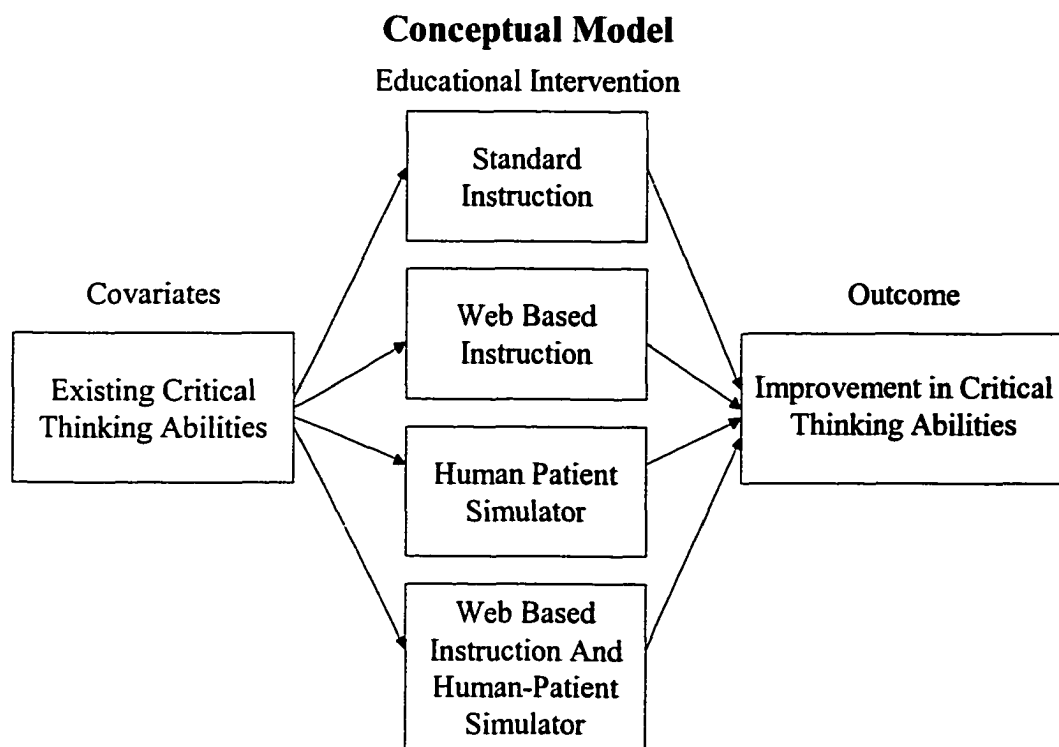 Conceptual Model
Educational Intervention
Standard
Instruction
Covariates
Existing Critical
Thinking Abilities
Web Based
Instruction
Human Patient
Simulator
Web Based
Instruction And
Human-Patient
Simulator
Outcome
Improvement in Critical
Thinking Abilities